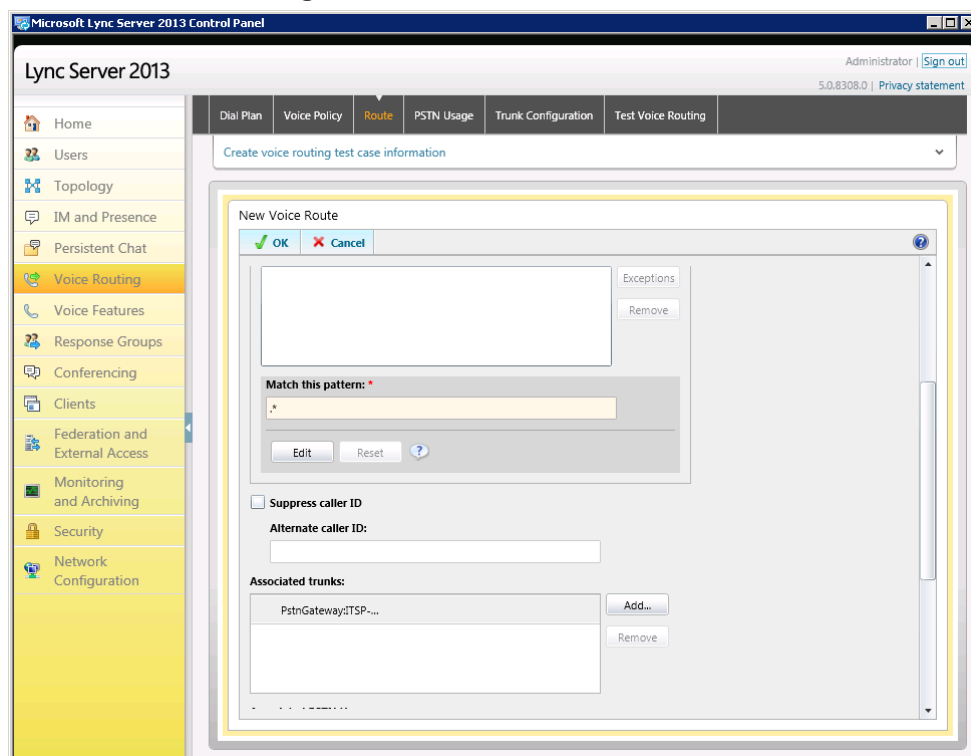 Microsoft Lync Server 2013 Control Panel
Lync Server 2013
Administrator | Sign out
5.0.8308.0 | Privacy statement
Home
Users
Topology
IM and Presence
Persistent Chat
Voice Routing
Voice Features
Response Groups
Conferencing
Clients
Federation and
External Access
Monitoring
and Archiving
Security
Network
Configuration
Dial Plan Voice Policy Route PSTN Usage Trunk Configuration Test Voice Routing
Create voice routing test case information
New Voice Route
OK Cancel
Exceptions
Remove
Match this pattern: *
.*
Edit Reset
Suppress caller ID
Alternate caller ID:
Associated trunks:
PstnGateway:ITSP-...
Add...
Remove